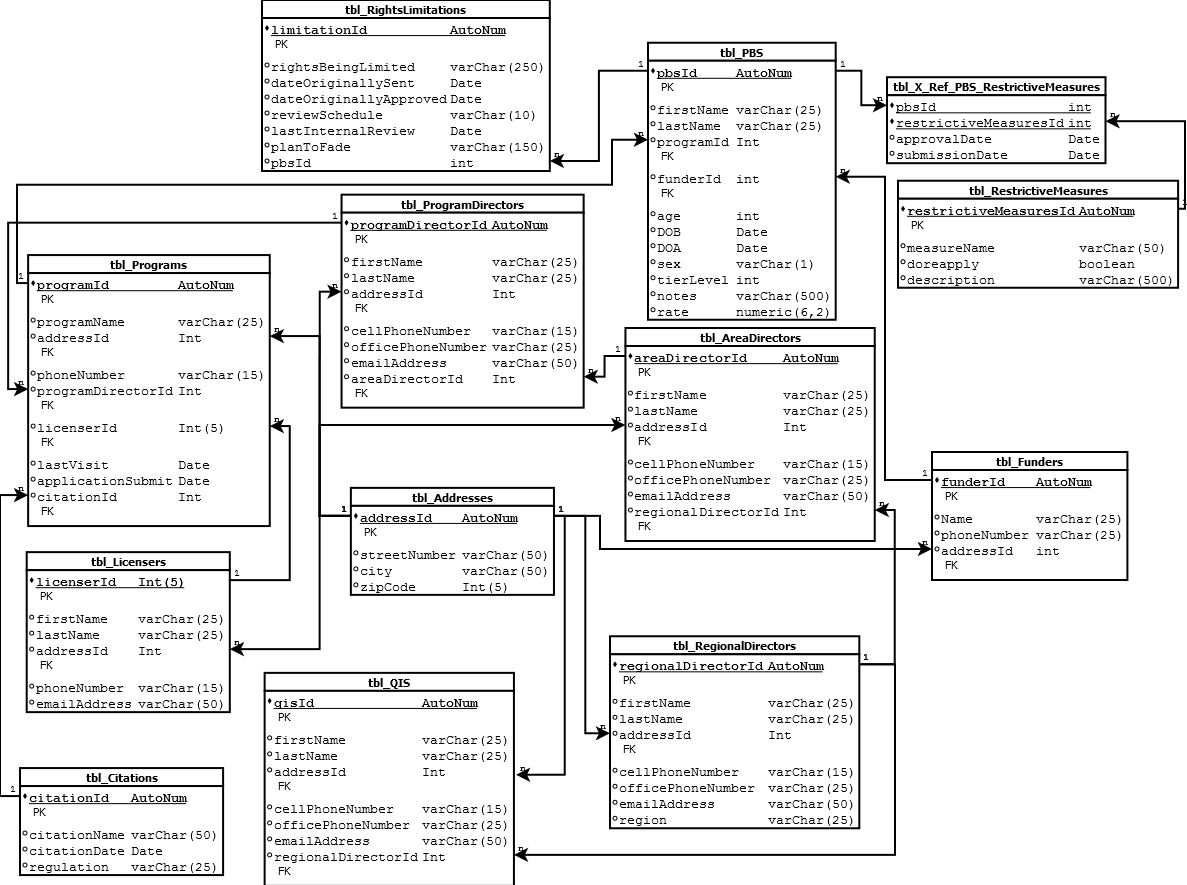 tbl_RightsLimitations
limitationId AutoNum
PK
rightsBeingLimited varChar(250)
dateOriginallySent Date
dateOriginallyApproved Date
reviewSchedule varChar(10)
lastInternalReview Date
planToFade varChar(150)
pbsId int
tbl_PBS
pbsId AutoNum
PK
firstName varChar(25)
lastName varChar(25)
programId Int
FK
funderId int
FK
age int
DOB Date
DOA Date
sex varChar(1)
tierLevel int
notes varChar(500)
rate numeric(6,2)
tbl_X_Ref_PBS_RestrictiveMeasures
pbsId int
restrictiveMeasuresId int
approvalDate Date
submissionDate Date
tbl_RestrictiveMeasures
restrictiveMeasuresId AutoNum
PK
measureName varChar(50)
doreapply boolean
description varChar(500)
tbl_ProgramDirectors
programDirectorId AutoNum
PK
firstName varChar(25)
lastName varChar(25)
addressId Int
FK
cellPhoneNumber varChar(15)
officePhoneNumber varChar(25)
emailAddress varChar(50)
areaDirectorId Int
FK
tbl_Programs
programId AutoNum
PK
programName varChar(25)
addressId Int
FK
phoneNumber varChar(15)
programDirectorId Int
FK
licenserId Int(5)
FK
lastVisit Date
applicationSubmit Date
citationId Int
FK
tbl_AreaDirectors
areaDirectorId AutoNum
PK
firstName varChar(25)
lastName varChar(25)
addressId Int
FK
cellPhoneNumber varChar(15)
officePhoneNumber varChar(25)
emailAddress varChar(50)
regionalDirectorId Int
FK
tbl_Funders
funderId AutoNum
PK
Name varChar(25)
phoneNumber varChar(25)
addressId int
FK
tbl_Addresses
addressId AutoNum
PK
streetNumber varChar(50)
city varChar(50)
zipCode Int(5)
tbl_Licensers
licenserId Int(5)
PK
firstName varChar(25)
lastName varChar(25)
addressId Int
FK
phoneNumber varChar(15)
emailAddress varChar(50)
tbl_RegionalDirectors
regionalDirectorId AutoNum
PK
firstName varChar(25)
lastName varChar(25)
addressId Int
FK
cellPhoneNumber varChar(15)
officePhoneNumber varChar(25)
emailAddress varChar(50)
region varChar(25)
tbl_QIS
qisId AutoNum
PK
firstName varChar(25)
lastName varChar(25)
addressId Int
FK
cellPhoneNumber varChar(15)
officePhoneNumber varChar(25)
emailAddress varChar(50)
regionalDirectorId Int
FK
tbl_Citations
citationId AutoNum
PK
citationName varChar(50)
citationDate Date
regulation varChar(25)